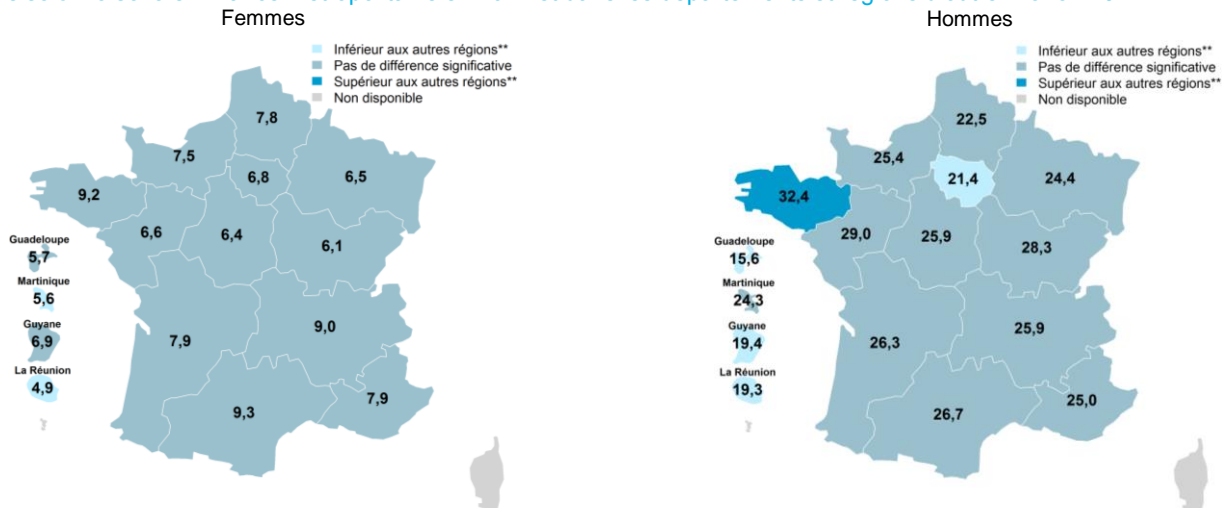 Femmes
Inférieur aux autres régions**
Pas de différence significative
Supérieur aux autres régions**
Non disponible
7,8
7,5
6,8
6,5
9,2
6,6
6,4
6,1
Guadeloupe
5,7
Martinique
5,6
Guyane
6,9
La Réunion
4,9
7,9
9,0
9,3
7,9
Hommes
Inférieur aux autres régions**
Pas de différence significative
Supérieur aux autres régions**
Non disponible
22,5
25,4
21,4
24,4
32,4
29,0
25,9
28,3
Guadeloupe
15,6
Martinique
24,3
Guyane
19,4
La Réunion
19,3
26,3
25,9
26,7
25,0